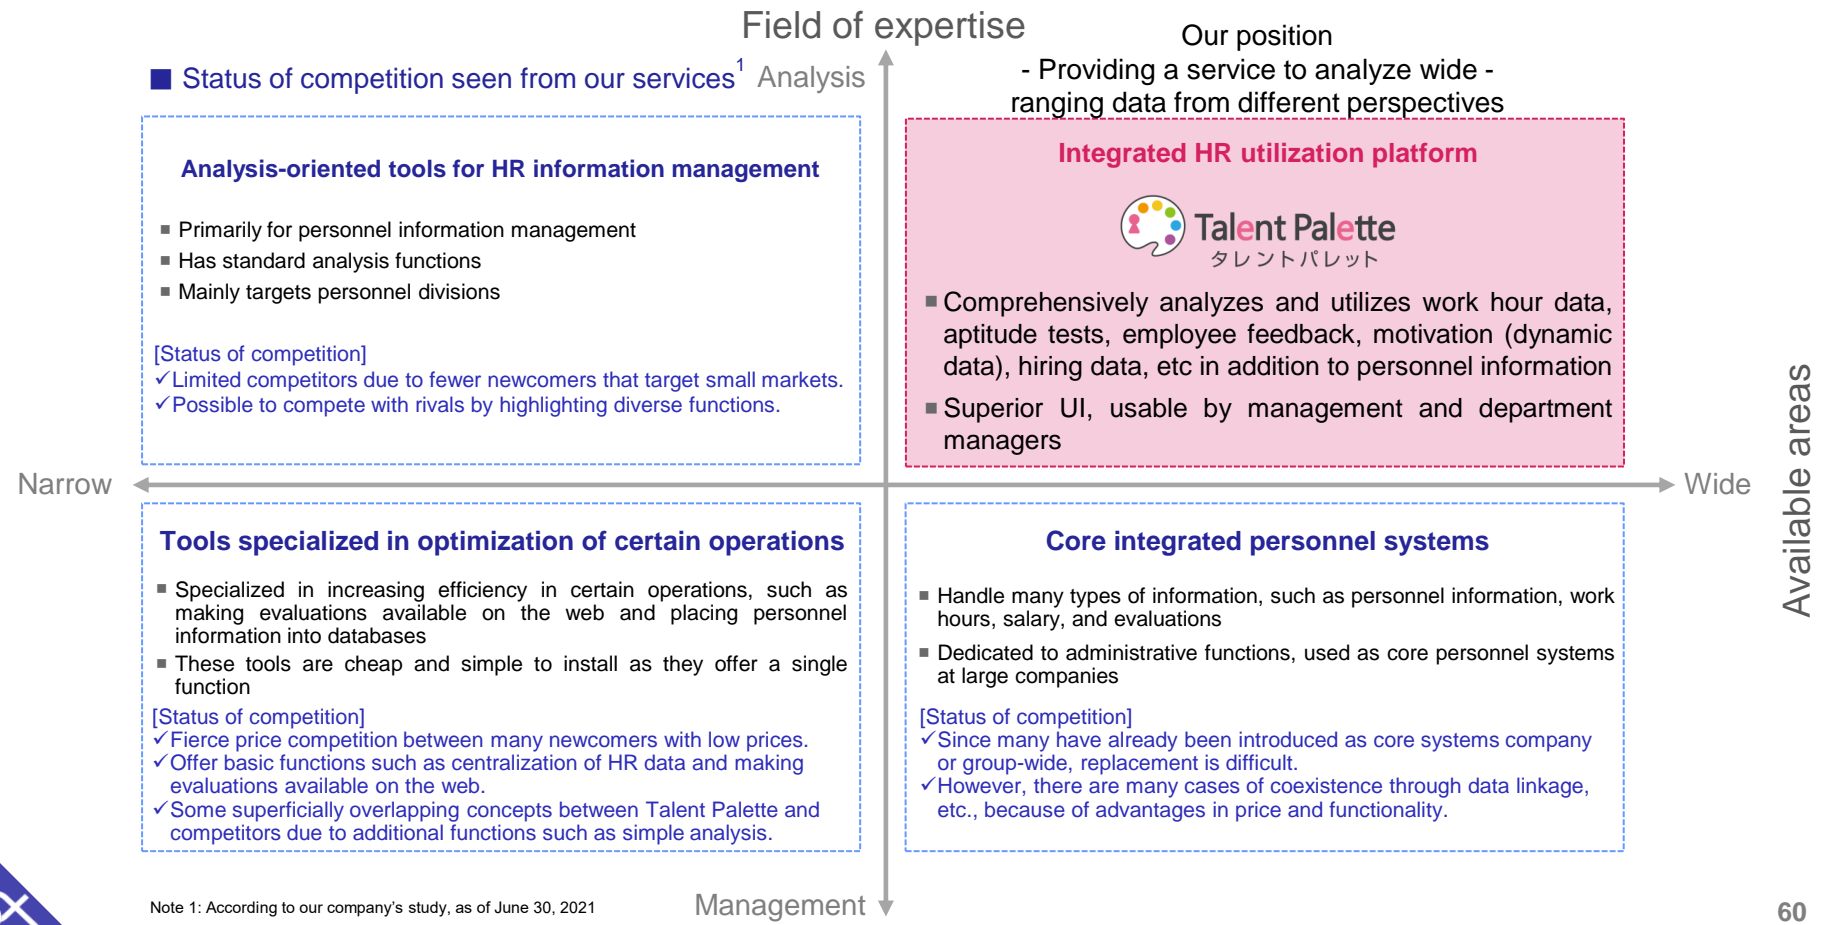 Field of expertise
Our position
- Providing a service to analyze wide -
ranging data from different perspectives
■ Status of competition seen from our services1
Analysis
Analysis-oriented tools for HR information management
▪ Primarily for personnel information management
▪ Has standard analysis functions
▪ Mainly targets personnel divisions
[Status of competition]
✓Limited competitors due to fewer newcomers that target small markets.
✓Possible to compete with rivals by highlighting diverse functions.
Integrated HR utilization platform
Talent Palette
タレントパレット
▪ Comprehensively analyzes and utilizes work hour data,
aptitude tests, employee feedback, motivation (dynamic
data), hiring data, etc in addition to personnel information
▪ Superior UI, usable by management and department
managers
Narrow
Wide
Available areas
Tools specialized in optimization of certain operations
▪ Specialized in increasing efficiency in certain operations, such as
making evaluations available on the web and placing personnel
information into databases
▪ These tools are cheap and simple to install as they offer a single
function
[Status of competition]
✓Fierce price competition between many newcomers with low prices.
✓Offer basic functions such as centralization of HR data and making
evaluations available on the web.
✓Some superficially overlapping concepts between Talent Palette and
competitors due to additional functions such as simple analysis.
Core integrated personnel systems
▪ Handle many types of information, such as personnel information, work
hours, salary, and evaluations
▪ Dedicated to administrative functions, used as core personnel systems
at large companies
[Status of competition]
✓Since many have already been introduced as core systems company
or group-wide, replacement is difficult.
✓However, there are many cases of coexistence through data linkage,
etc., because of advantages in price and functionality.
Note 1: According to our company's study, as of June 30, 2021
Management
60